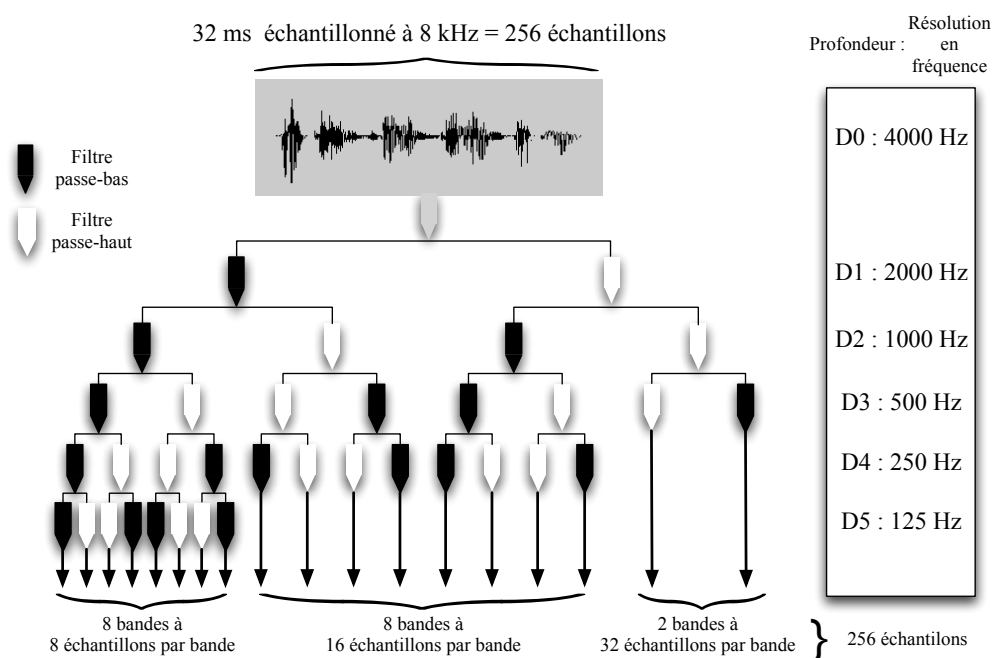 32 ms échantillonné à 8 kHz = 256 échantillons
Profondeur :
Résolution
en
fréquence
Filtre
passe-bas
Filtre
passe-haut
D0 : 4000 Hz
D1 : 2000 Hz
D2 : 1000 Hz
D3 : 500 Hz
D4 : 250 Hz
D5 : 125 Hz
8 bandes à
8 échantillons par bande
8 bandes à
16 échantillons par bande
2 bandes à
32 échantillons par bande
} 256 échantilons